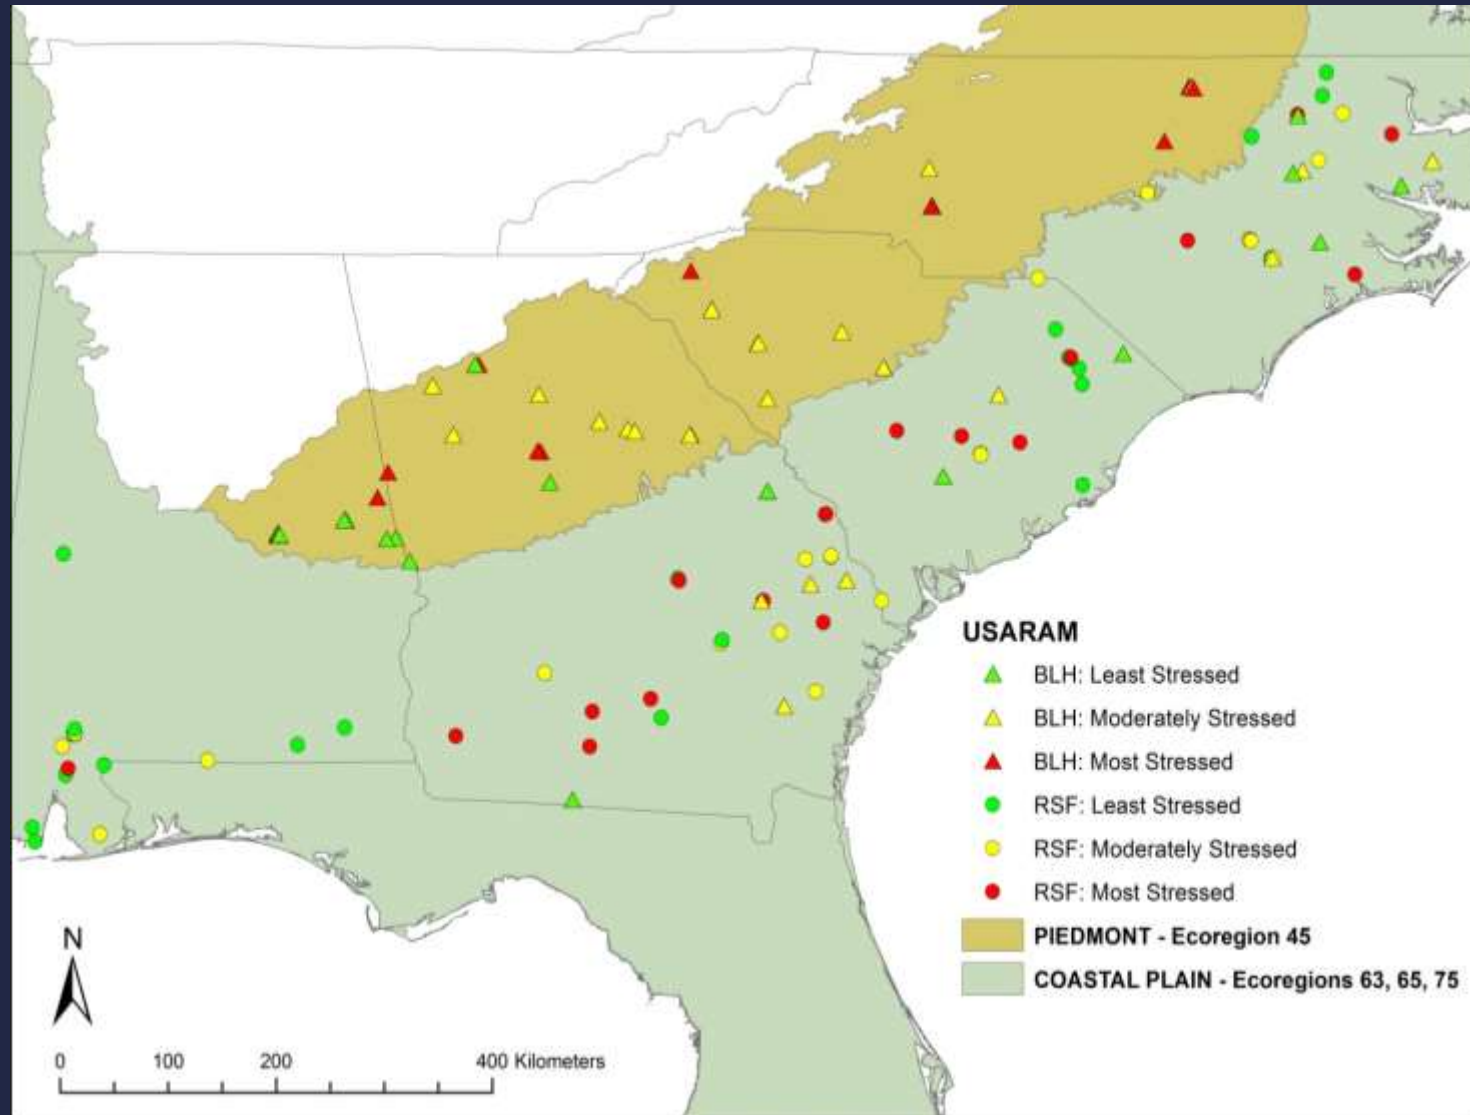 USARAM
BLH: Least Stressed
BLH: Moderately Stressed
BLH: Most Stressed
RSF: Least Stressed
RSF: Moderately Stressed
RSF: Most Stressed
PIEDMONT - Ecoregion 45
COASTAL PLAIN - Ecoregions 63, 65, 75
N
0 100 200 400 Kilometers